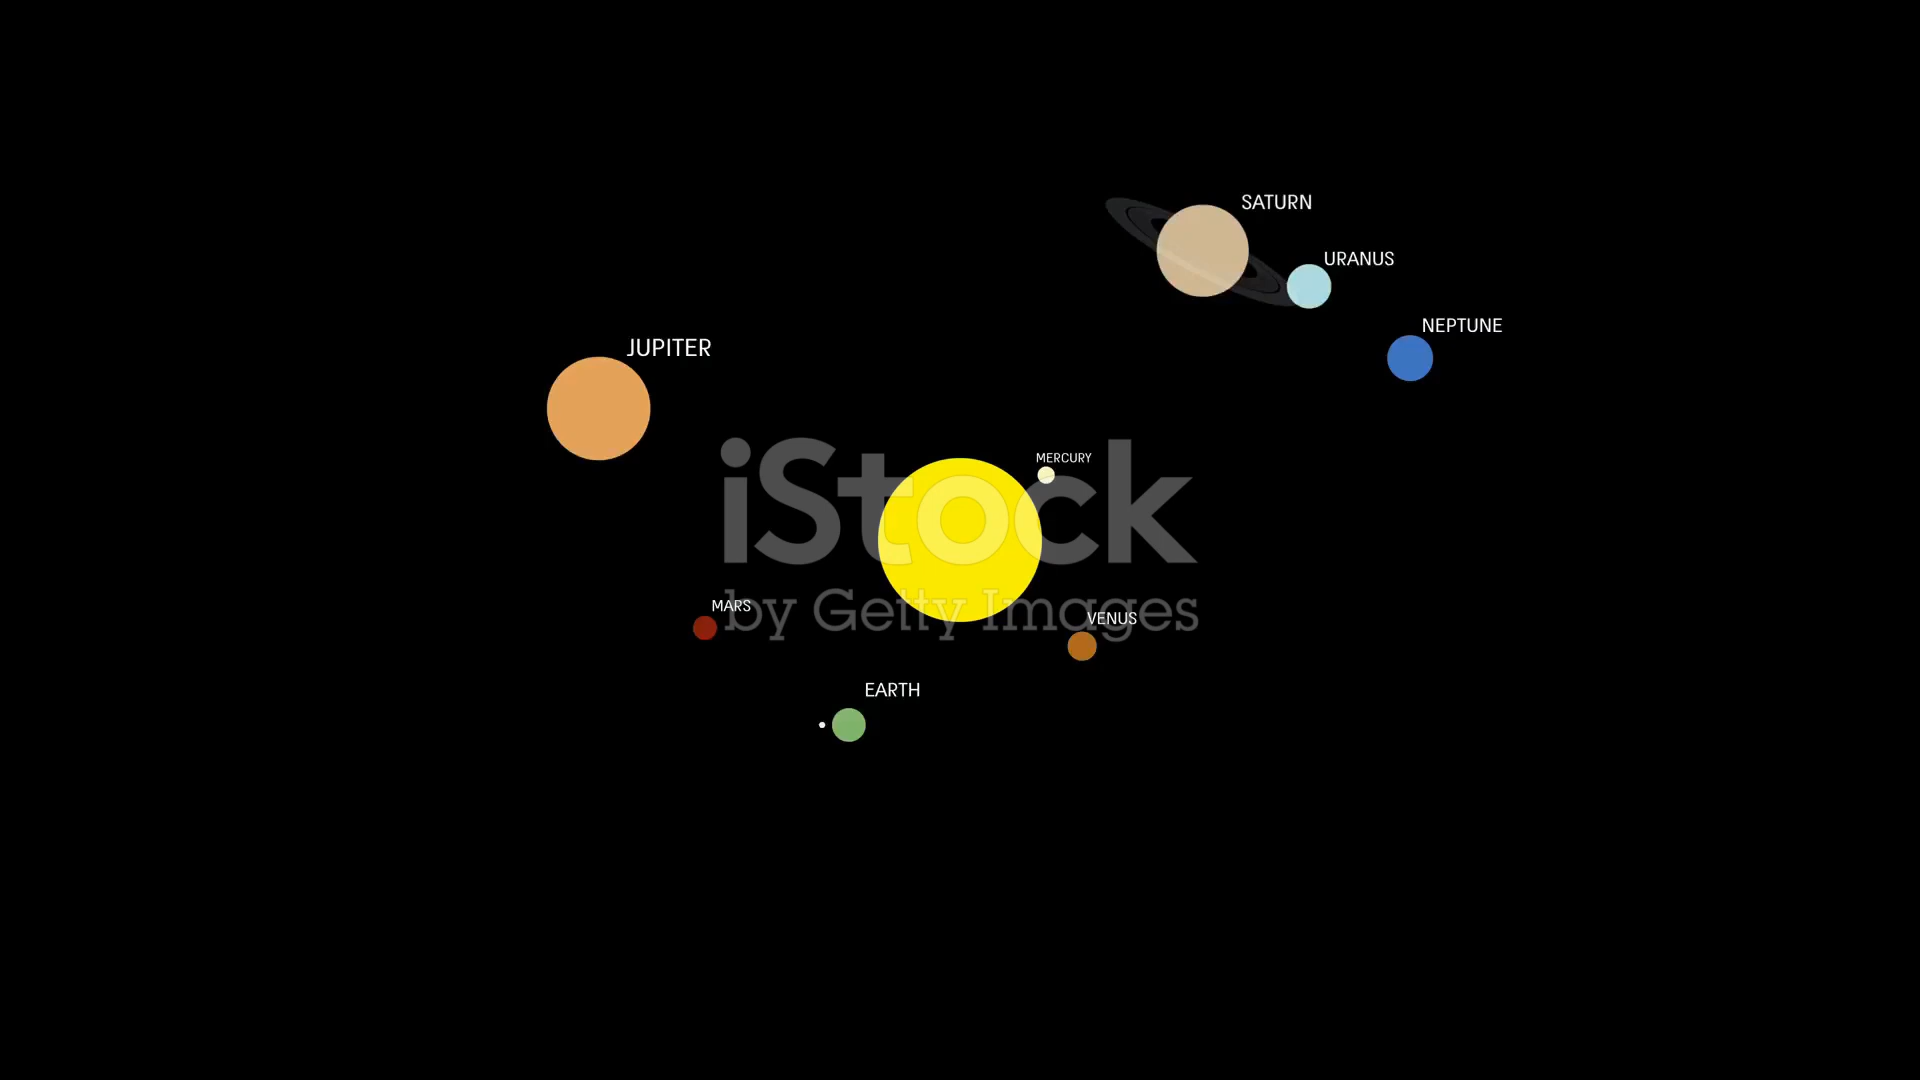 SATURN
URANUS
NEPTUNE
JUPITER
MERCURY
iStock
by Getty Images
MARS
VENUS
EARTH